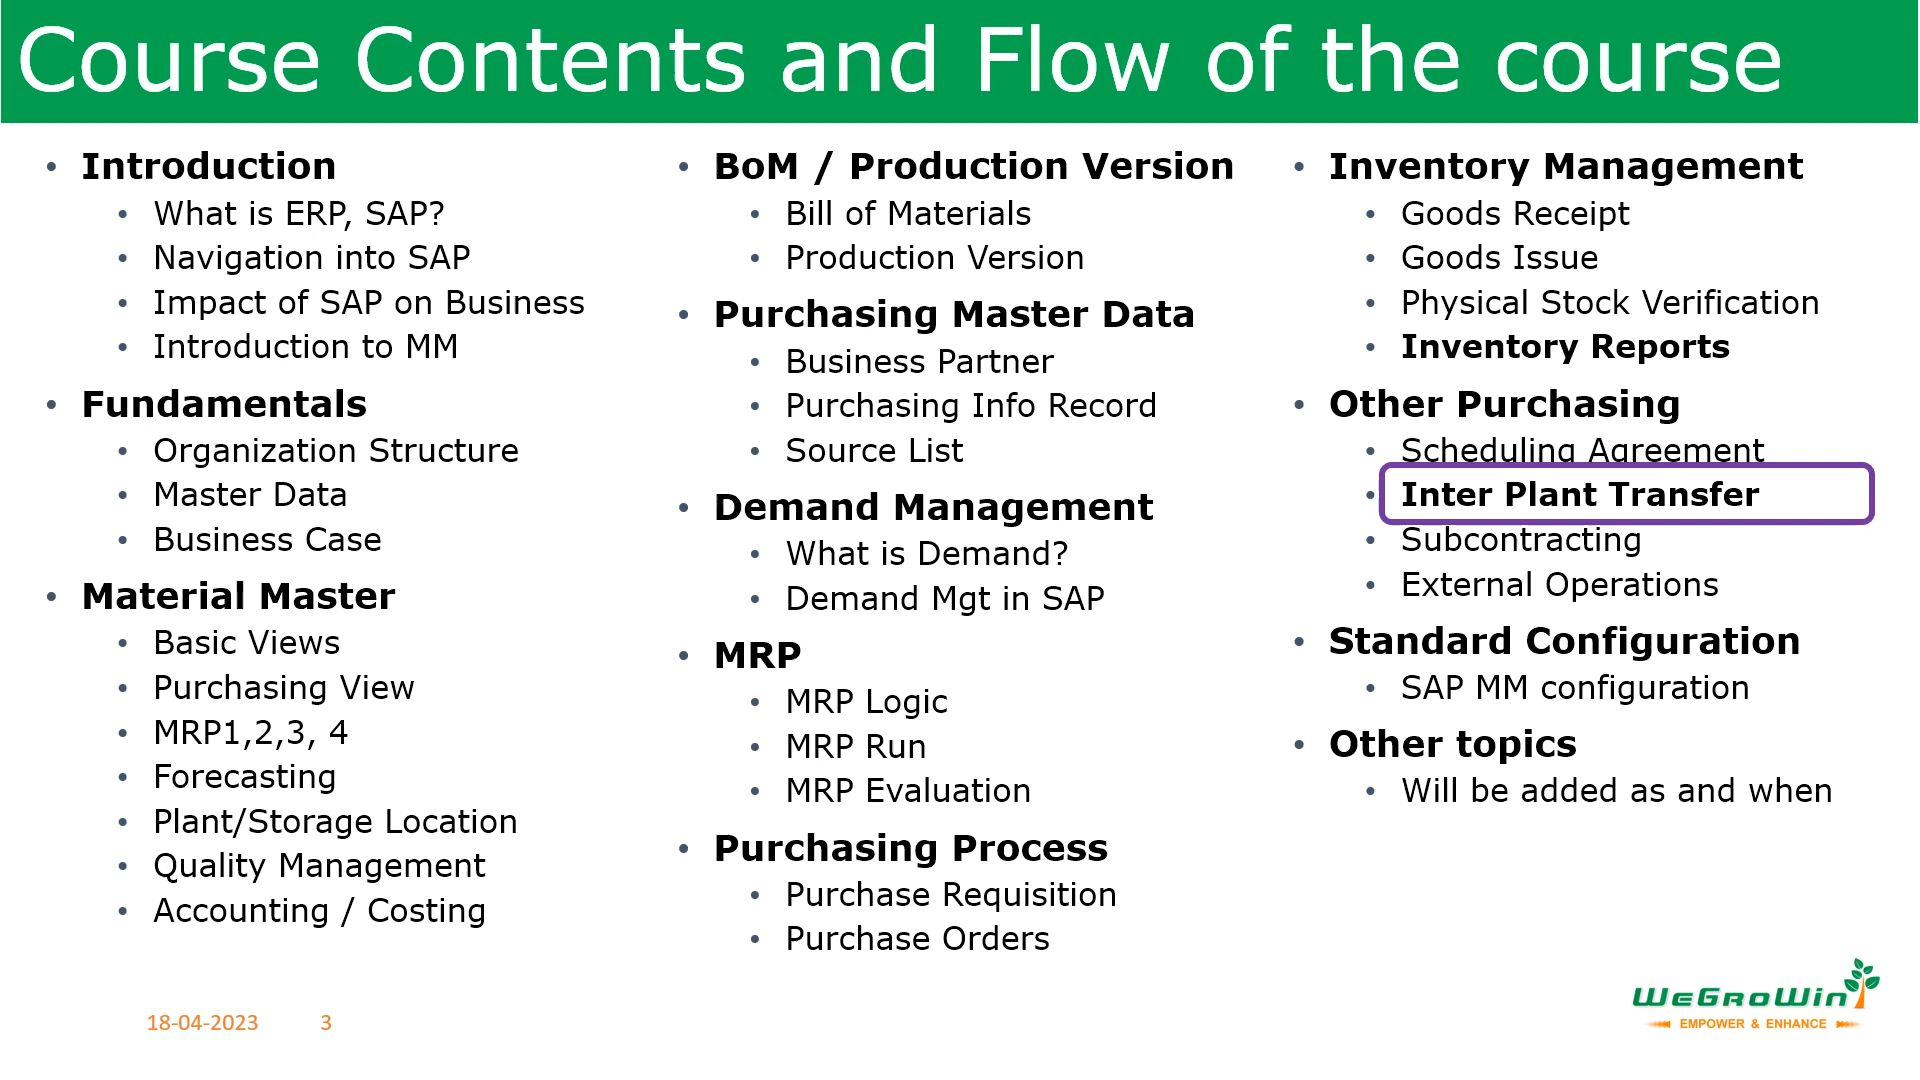 Course Contents and Flow of the course
• Introduction
• What is ERP, SAP?
• Navigation into SAP
• Impact of SAP on Business
• Introduction to MM
• Fundamentals
• Organization Structure
• Master Data
• Business Case
• Material Master
• Basic Views
• Purchasing View
• MRP1,2,3, 4
• Forecasting
• Plant/Storage Location
• Quality Management
• Accounting / Costing
• BoM / Production Version
• Bill of Materials
• Production Version
• Purchasing Master Data
• Business Partner
• Purchasing Info Record
• Source List
• Demand Management
• What is Demand?
• Demand Mgt in SAP
• MRP
• MRP Logic
• MRP Run
• MRP Evaluation
• Purchasing Process
• Purchase Requisition
• Purchase Orders
• Inventory Management
• Goods Receipt
• Goods Issue
• Physical Stock Verification
• Inventory Reports
• Other Purchasing
• Scheduling Agreement
• Inter Plant Transfer
• Subcontracting
• External Operations
• Standard Configuration
• SAP MM configuration
• Other topics
• Will be added as and when
18-04-2023 3
WeGroWin
EMPOWER & ENHANCE